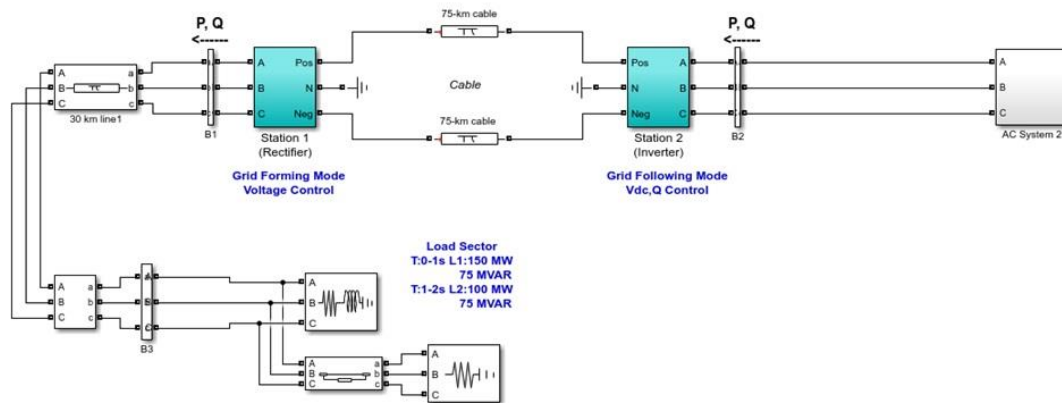 P, Q
<------
A
B
C
a
b
c
30 km line1
B1
A
B
C
Pos
N
Neg
Station 1
(Rectifier)
Grid Forming Mode
Voltage Control
75-km cable
Cable
75-km cable
Pos
N
Neg
A
B
C
Station 2
(Inverter)
Grid Following Mode
Vdc,Q Control
P, Q
<------
B2
A
B
C
AC System 2
Load Sector
T:0-1s L1:150 MW
75 MVAR
T:1-2s L2:100 MW
75 MVAR
A
B
C
a
b
c
A
C
B3
A
B
C
A
B
C
a
b
c
A
B
C